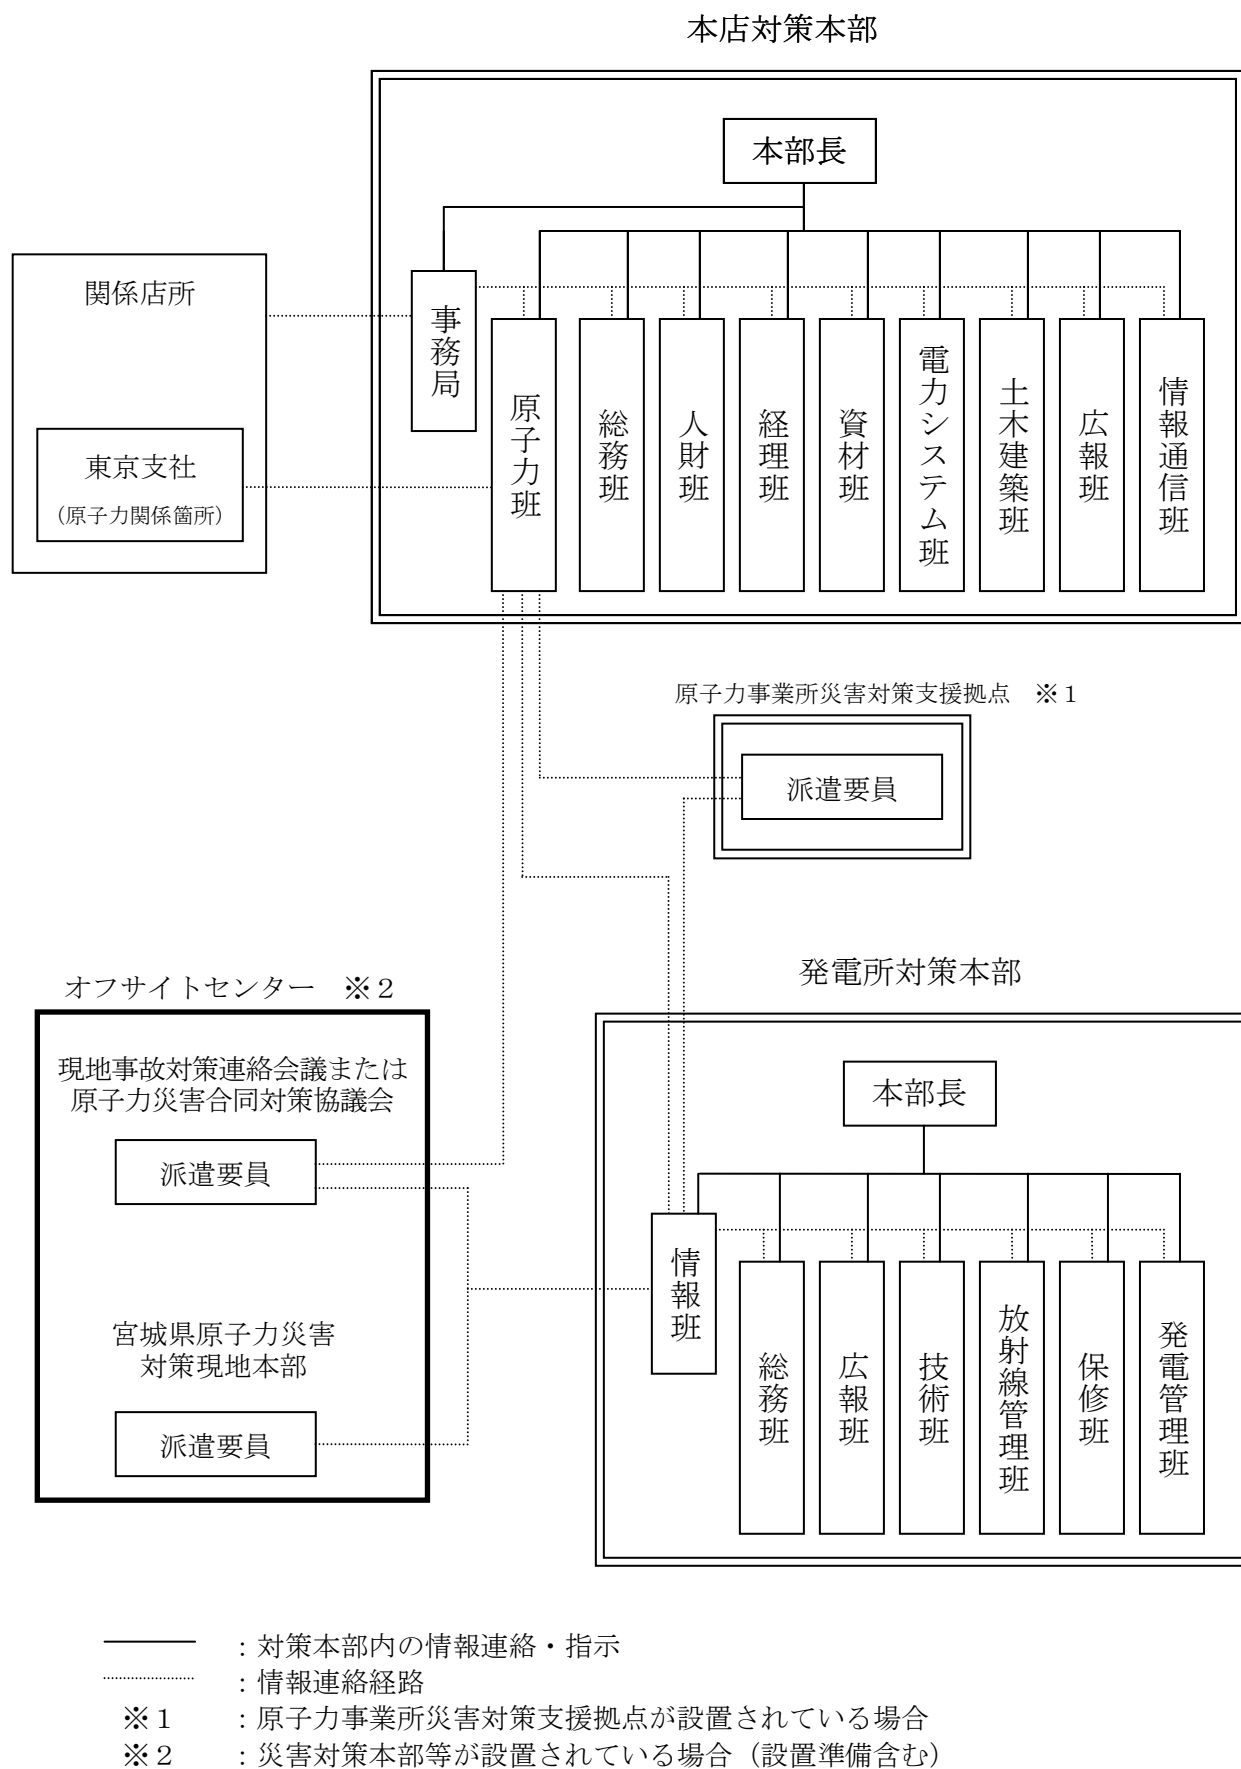 本店対策本部
本部長
関係店所
東京支社
(原子力関係箇所)
事務局
原子力班
総務班
人財班
経理班
資材班
電力システム班
土木建築班
広報班
情報通信班
原子力事業所災害対策支援拠点　※１
派遣要員
オフサイトセンター　※２
現地事故対策連絡会議または
原子力災害合同対策協議会
派遣要員
宮城県原子力災害
対策現地本部
派遣要員
発電所対策本部
本部長
情報班
総務班
広報班
技術班
放射線管理班
保修班
発電管理班
：対策本部内の情報連絡・指示
：情報連絡経路
※１　：原子力事業所災害対策支援拠点が設置されている場合
※２　：災害対策本部等が設置されている場合（設置準備含む）